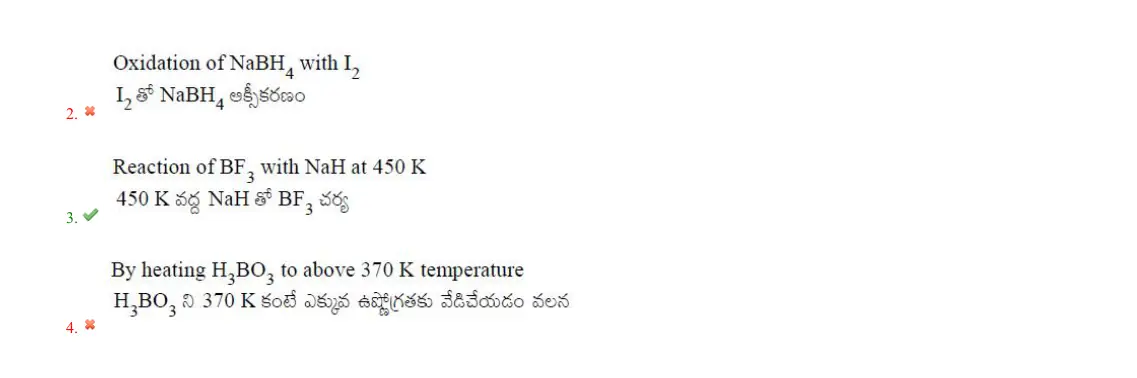 Oxidation of NaBH4 with I2
I2 తో NaBH4 ఆక్సీకరణం
2.
Reaction of BF3 with NaH at 450 K
450 K వద్ద NaH తో BF3 చర్య
3.
By heating H3BO3 to above 370 K temperature
H3BO3 ని 370 K కంటే ఎక్కువ ఉష్ణోగ్రతకు వేడిచేయడం వలన
4.